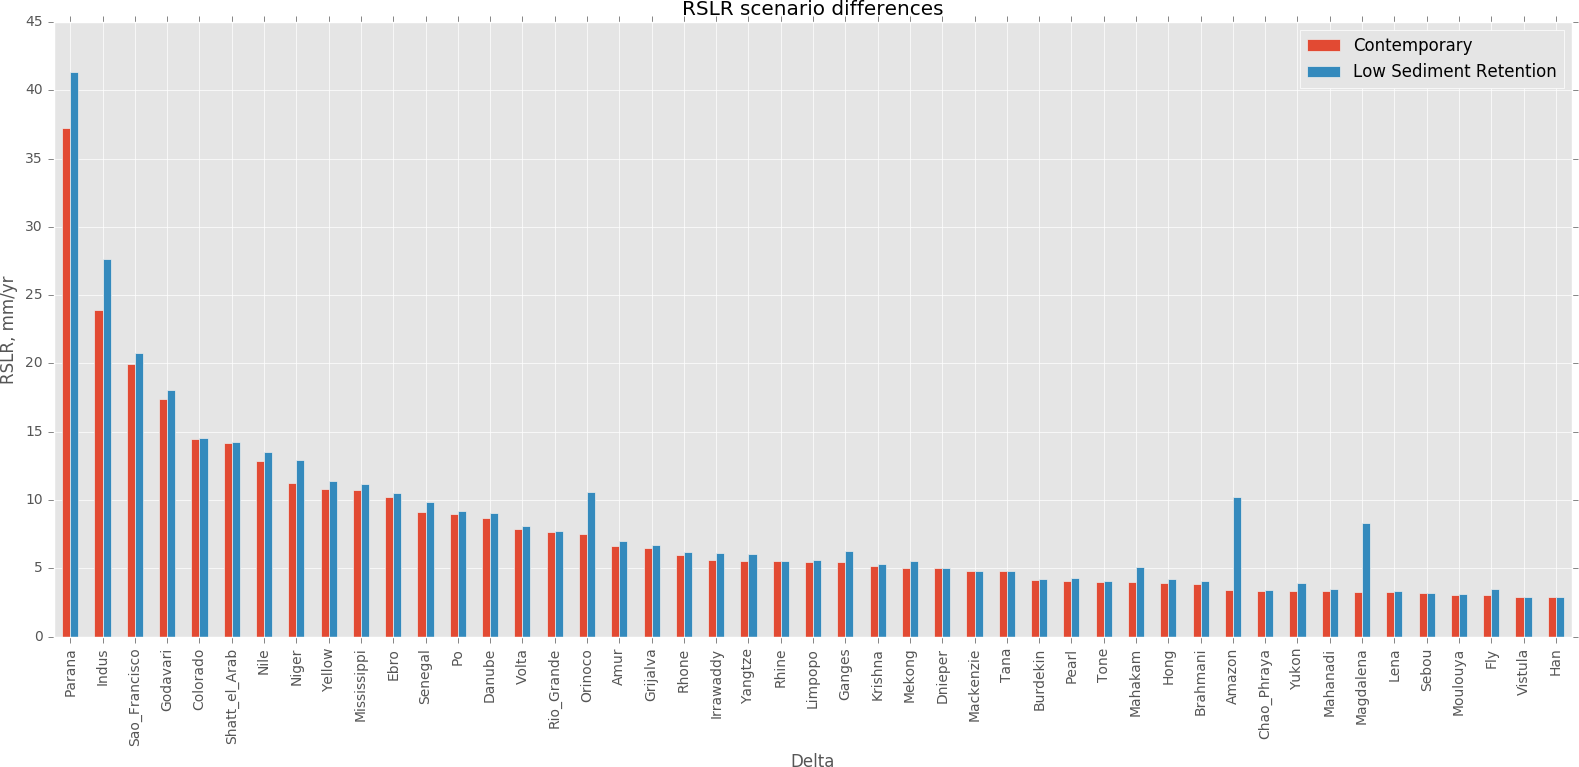 RSLR scenario differences
Contemporary
Low Sediment Retention
RSLR, mm/yr
45
40
35
30
25
20
15
10
5
0
Parana
Indus
Sao_Francisco
Godavari
Colorado
Shatt_el_Arab
Nile
Niger
Yellow
Mississippi
Ebro
Senegal
Po
Danube
Volta
Rio_Grande
Orinoco
Amur
Grijalva
Rhone
Irrawaddy
Yangtze
Rhine
Limpopo
Ganges
Krishna
Mekong
Dnieper
Mackenzie
Tana
Burdekin
Pearl
Tone
Mahakam
Hong
Brahmani
Amazon
Chao_Phraya
Yukon
Mahanadi
Magdalena
Lena
Sebou
Moulouya
Fly
Vistula
Han
Delta